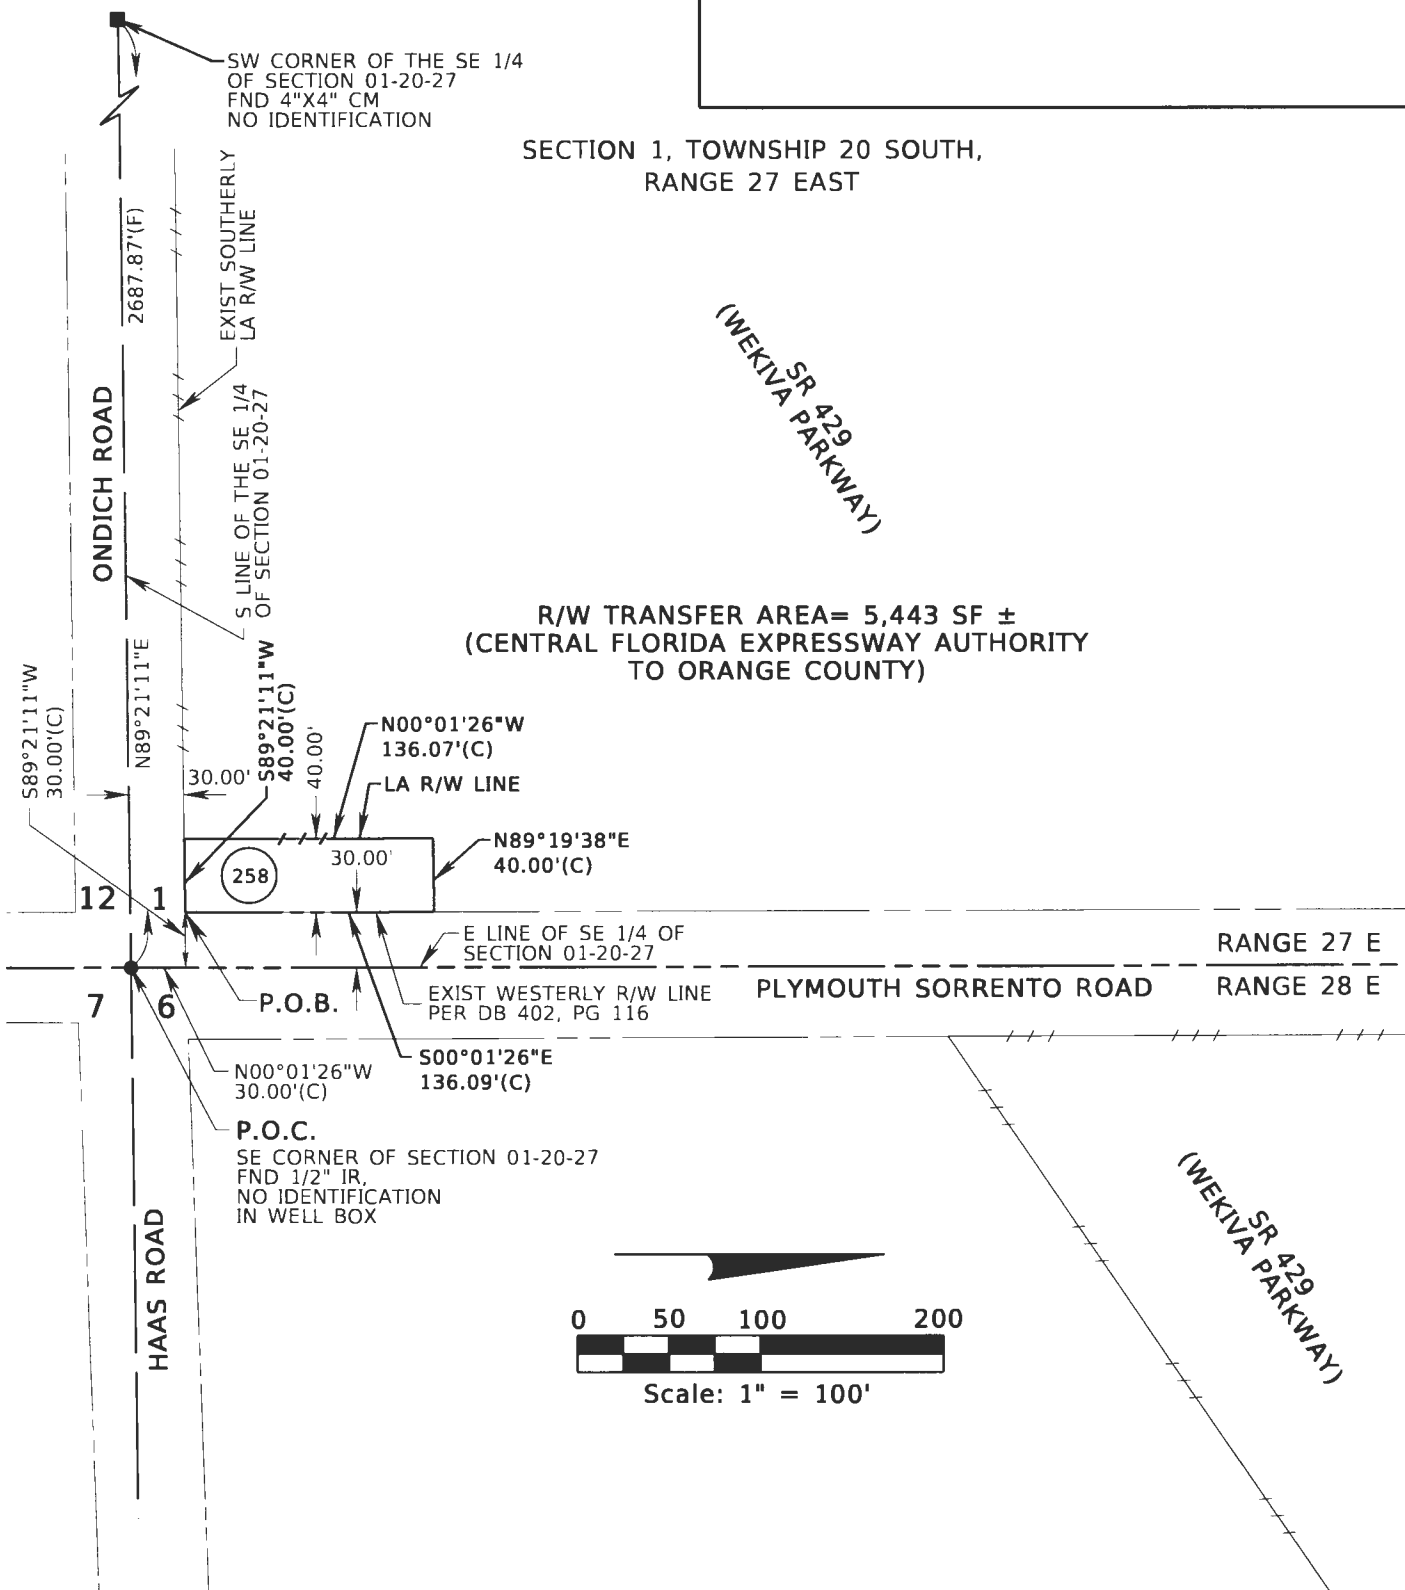 SW CORNER OF THE SE 1/4
OF SECTION 01-20-27
FND 4"X4" CM
NO IDENTIFICATION
SECTION 1, TOWNSHIP 20 SOUTH,
RANGE 27 EAST
2687.87'(F)
EXIST SOUTHERLY
LA R/W LINE
ONDICH ROAD
S LINE OF THE SE 1/4
OF SECTION 01-20-27
SR 429
(WEKIVA PARKWAY)
R/W TRANSFER AREA= 5,443 SF ±
(CENTRAL FLORIDA EXPRESSWAY AUTHORITY
TO ORANGE COUNTY)
S89°21'11"W
30.00'(C)
N89°21'11"E
S89°21'11"W
40.00'(C)
30.00'
40.00'
N00°01'26"W
136.07'(C)
LA R/W LINE
N89°19'38"E
40.00'(C)
30.00'
258
12
1
E LINE OF SE 1/4 OF
SECTION 01-20-27
RANGE 27 E
7
6
P.O.B.
EXIST WESTERLY R/W LINE
PER DB 402, PG 116
PLYMOUTH SORRENTO ROAD
RANGE 28 E
S00°01'26"E
136.09'(C)
N00°01'26"W
30.00'(C)
P.O.C.
SE CORNER OF SECTION 01-20-27
FND 1/2" IR,
NO IDENTIFICATION
IN WELL BOX
HAAS ROAD
SR 429
(WEKIVA PARKWAY)
0 50 100 200
Scale: 1" = 100'